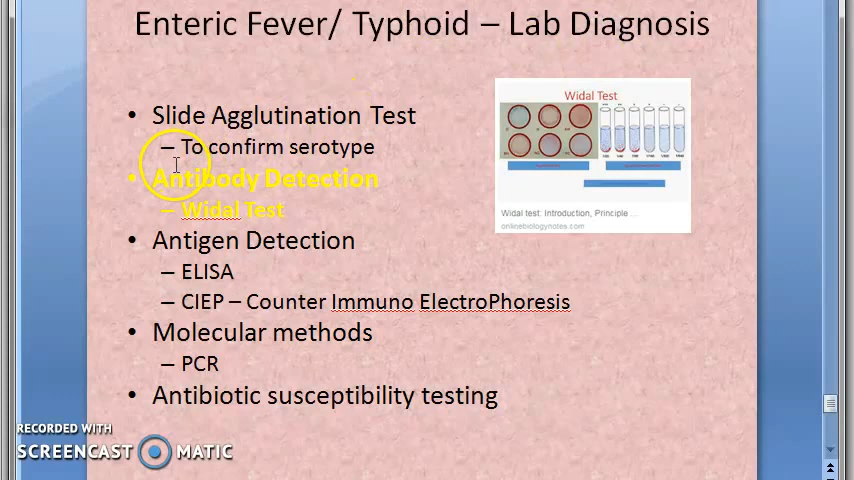 Enteric Fever/ Typhoid – Lab Diagnosis
• Slide Agglutination Test
– To confirm serotype
• Antibody Detection
– Widal Test
• Antigen Detection
– ELISA
– CIEP – Counter Immuno ElectroPhoresis
• Molecular methods
– PCR
• Antibiotic susceptibility testing
Widal Test
Widal test: Introduction, Principle ...
onlinebiologynotes.com
RECORDED WITH
SCREENCAST MATIC